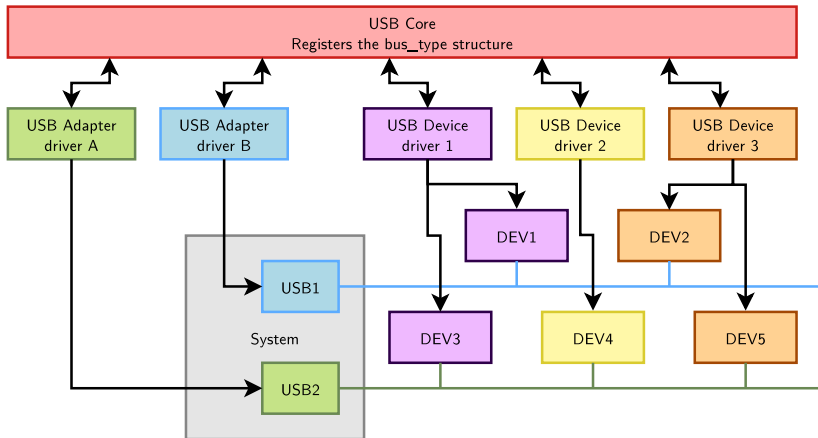 USB Core
Registers the bus_type structure
USB Adapter
driver A
USB Adapter
driver B
USB Device
driver 1
USB Device
driver 2
USB Device
driver 3
DEV1
DEV2
USB1
System
DEV3
DEV4
DEV5
USB2